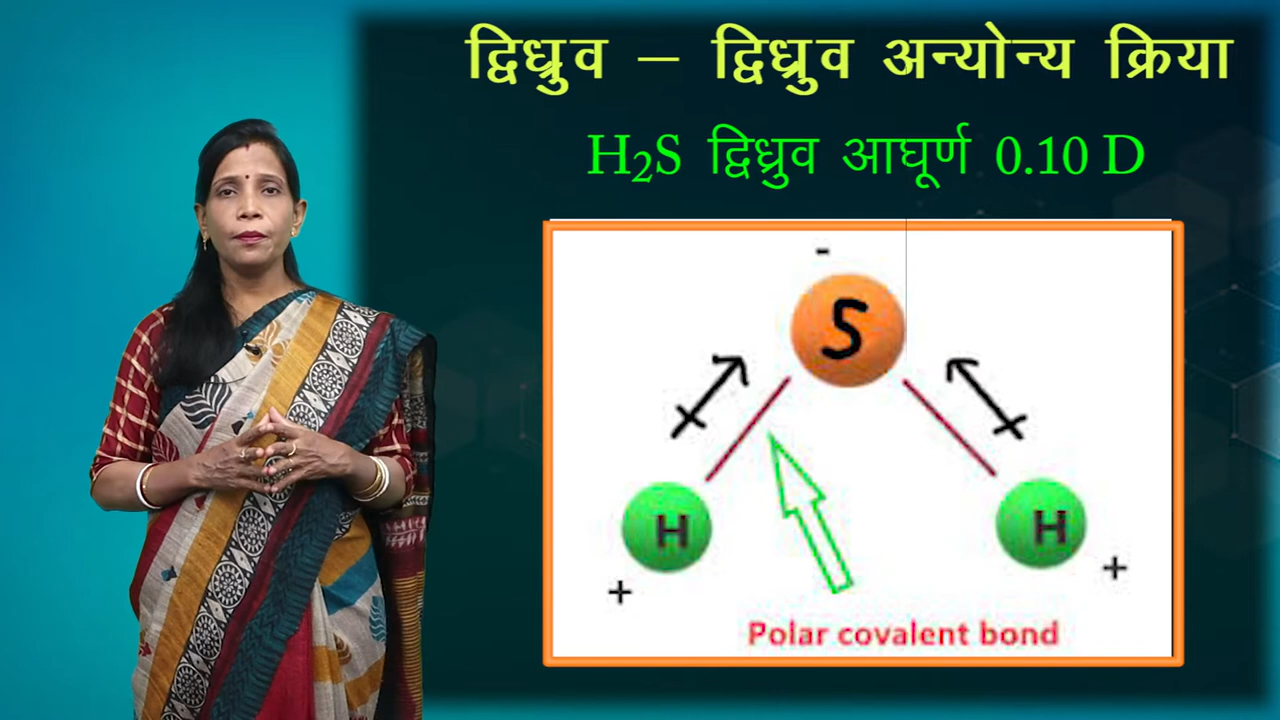 द्विध्रुव – द्विध्रुव अन्योन्य क्रिया
H₂S द्विध्रुव आघूर्ण 0.10 D
-
S
H
H
+
+
Polar covalent bond